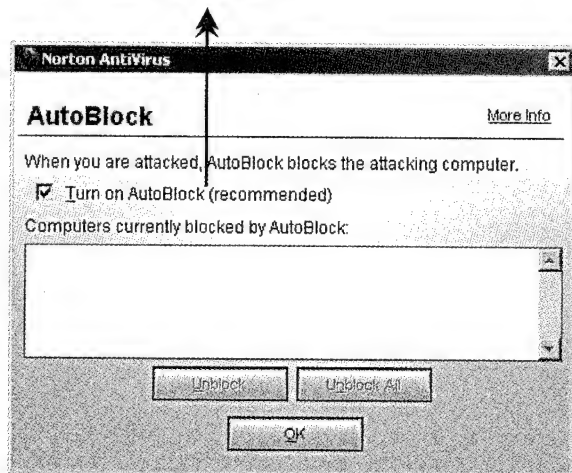 Norton AntiVirus
AutoBlock
More Info
When you are attacked, AutoBlock blocks the attacking computer.
Turn on AutoBlock (recommended)
Computers currently blocked by AutoBlock:
Unblock
Unblock All
OK